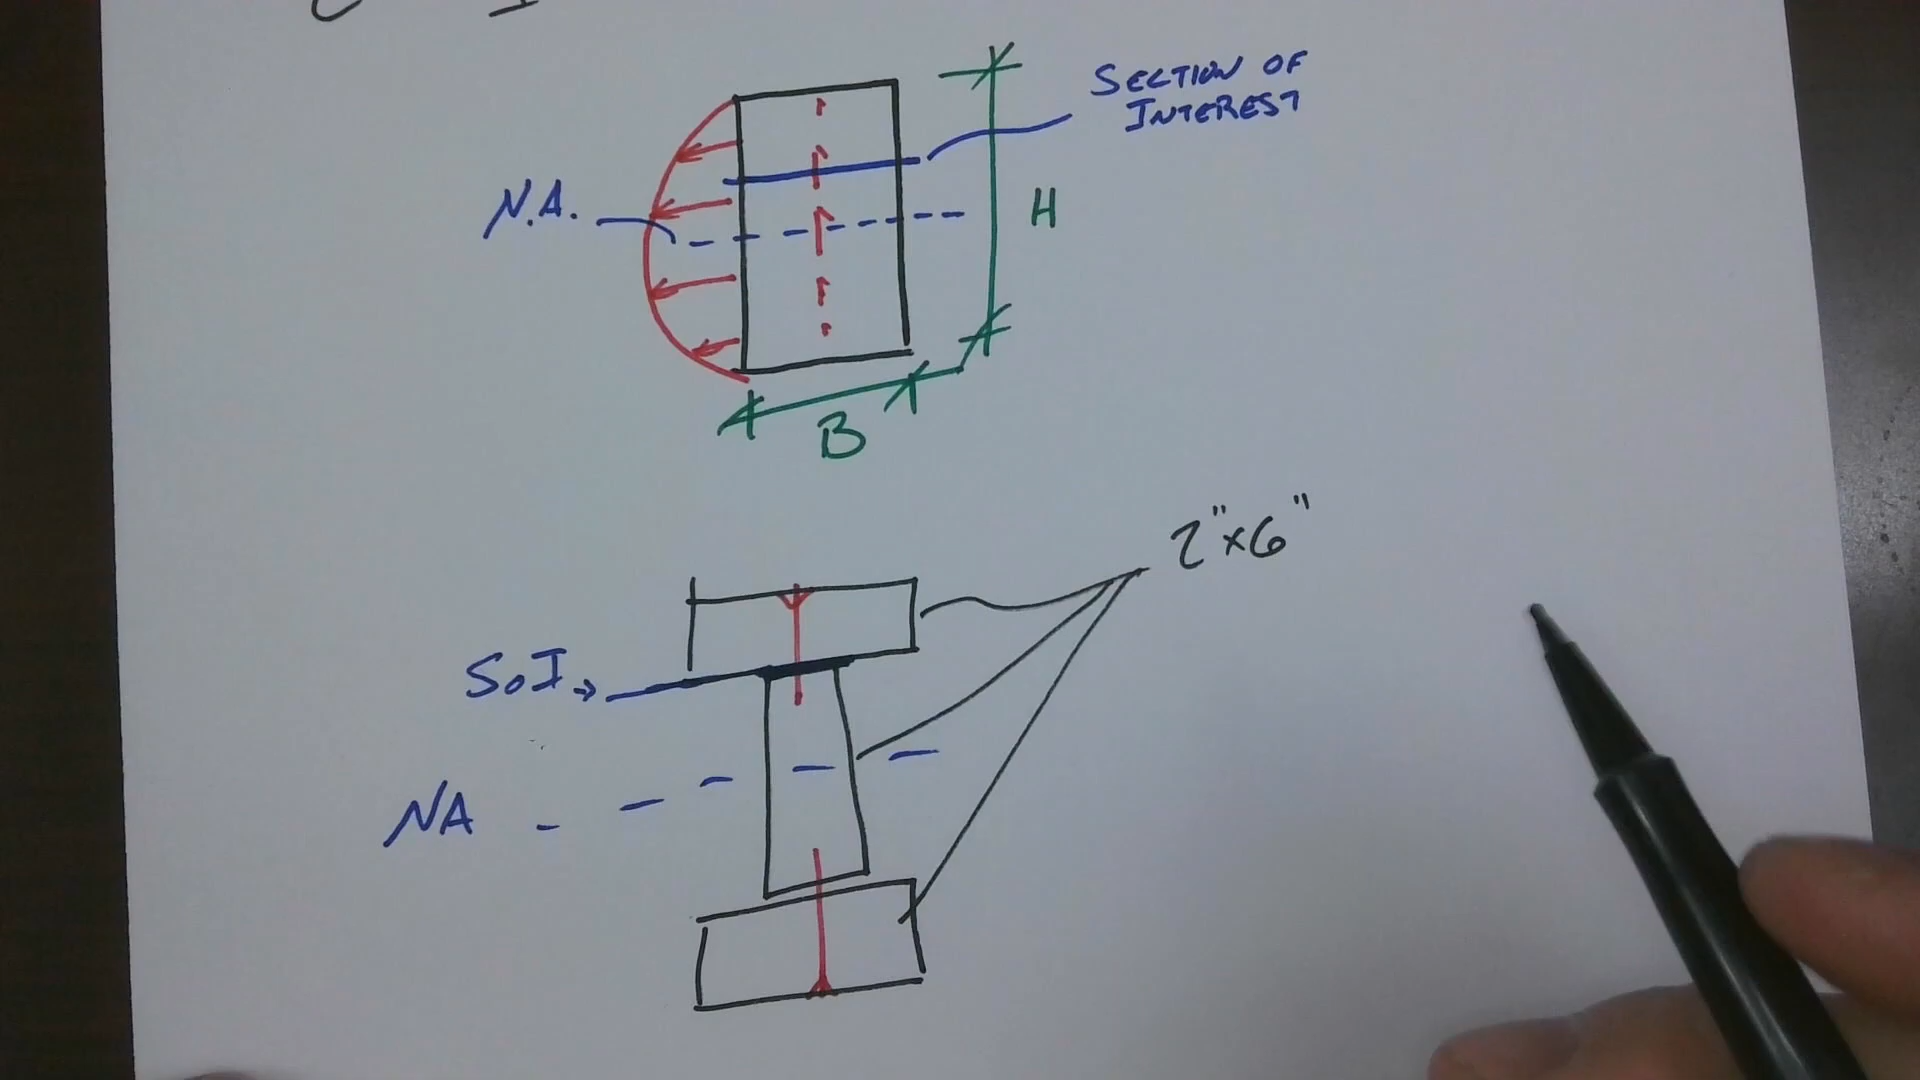 SECTION OF
INTEREST
N.A.
H
B
2"x6"
SoI
NA